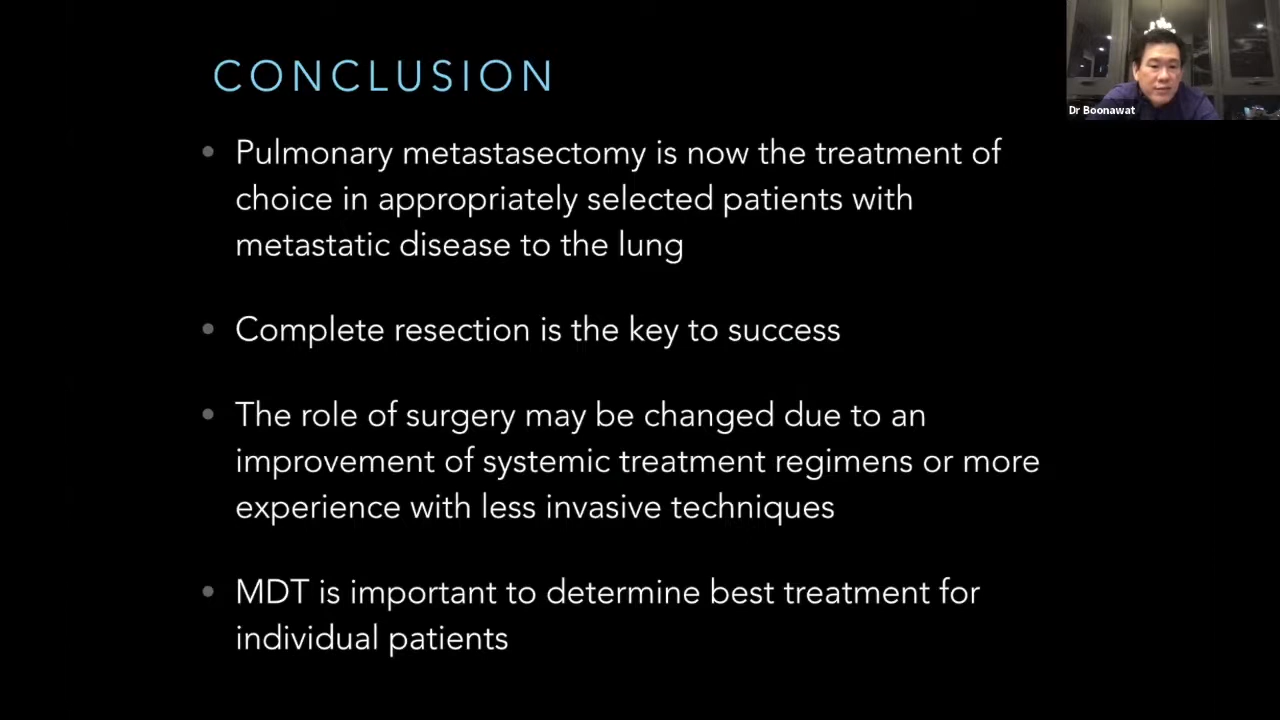 CONCLUSION
Dr Boonawat
• Pulmonary metastasectomy is now the treatment of
choice in appropriately selected patients with
metastatic disease to the lung
• Complete resection is the key to success
• The role of surgery may be changed due to an
improvement of systemic treatment regimens or more
experience with less invasive techniques
• MDT is important to determine best treatment for
individual patients